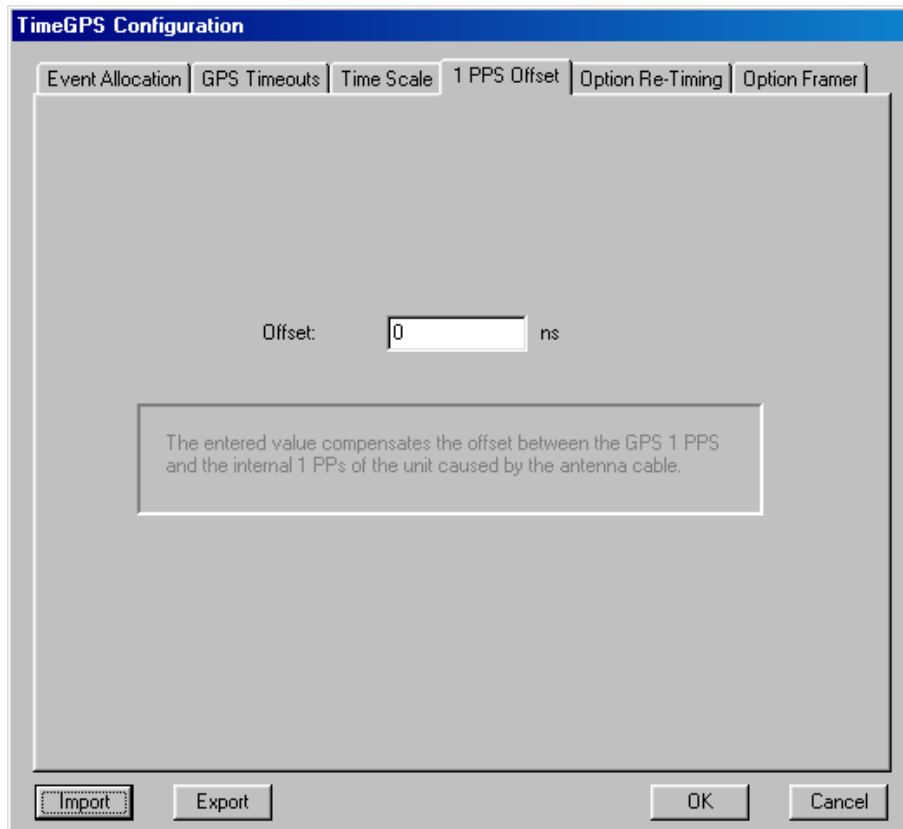 TimeGPS Configuration
Event Allocation GPS Timeouts Time Scale 1 PPS Offset Option Re-Timing Option Framer
Offset: 0 ns
The entered value compensates the offset between the GPS 1 PPS
and the internal 1 PPs of the unit caused by the antenna cable.
Import Export OK Cancel